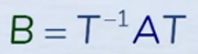 B = T⁻¹AT